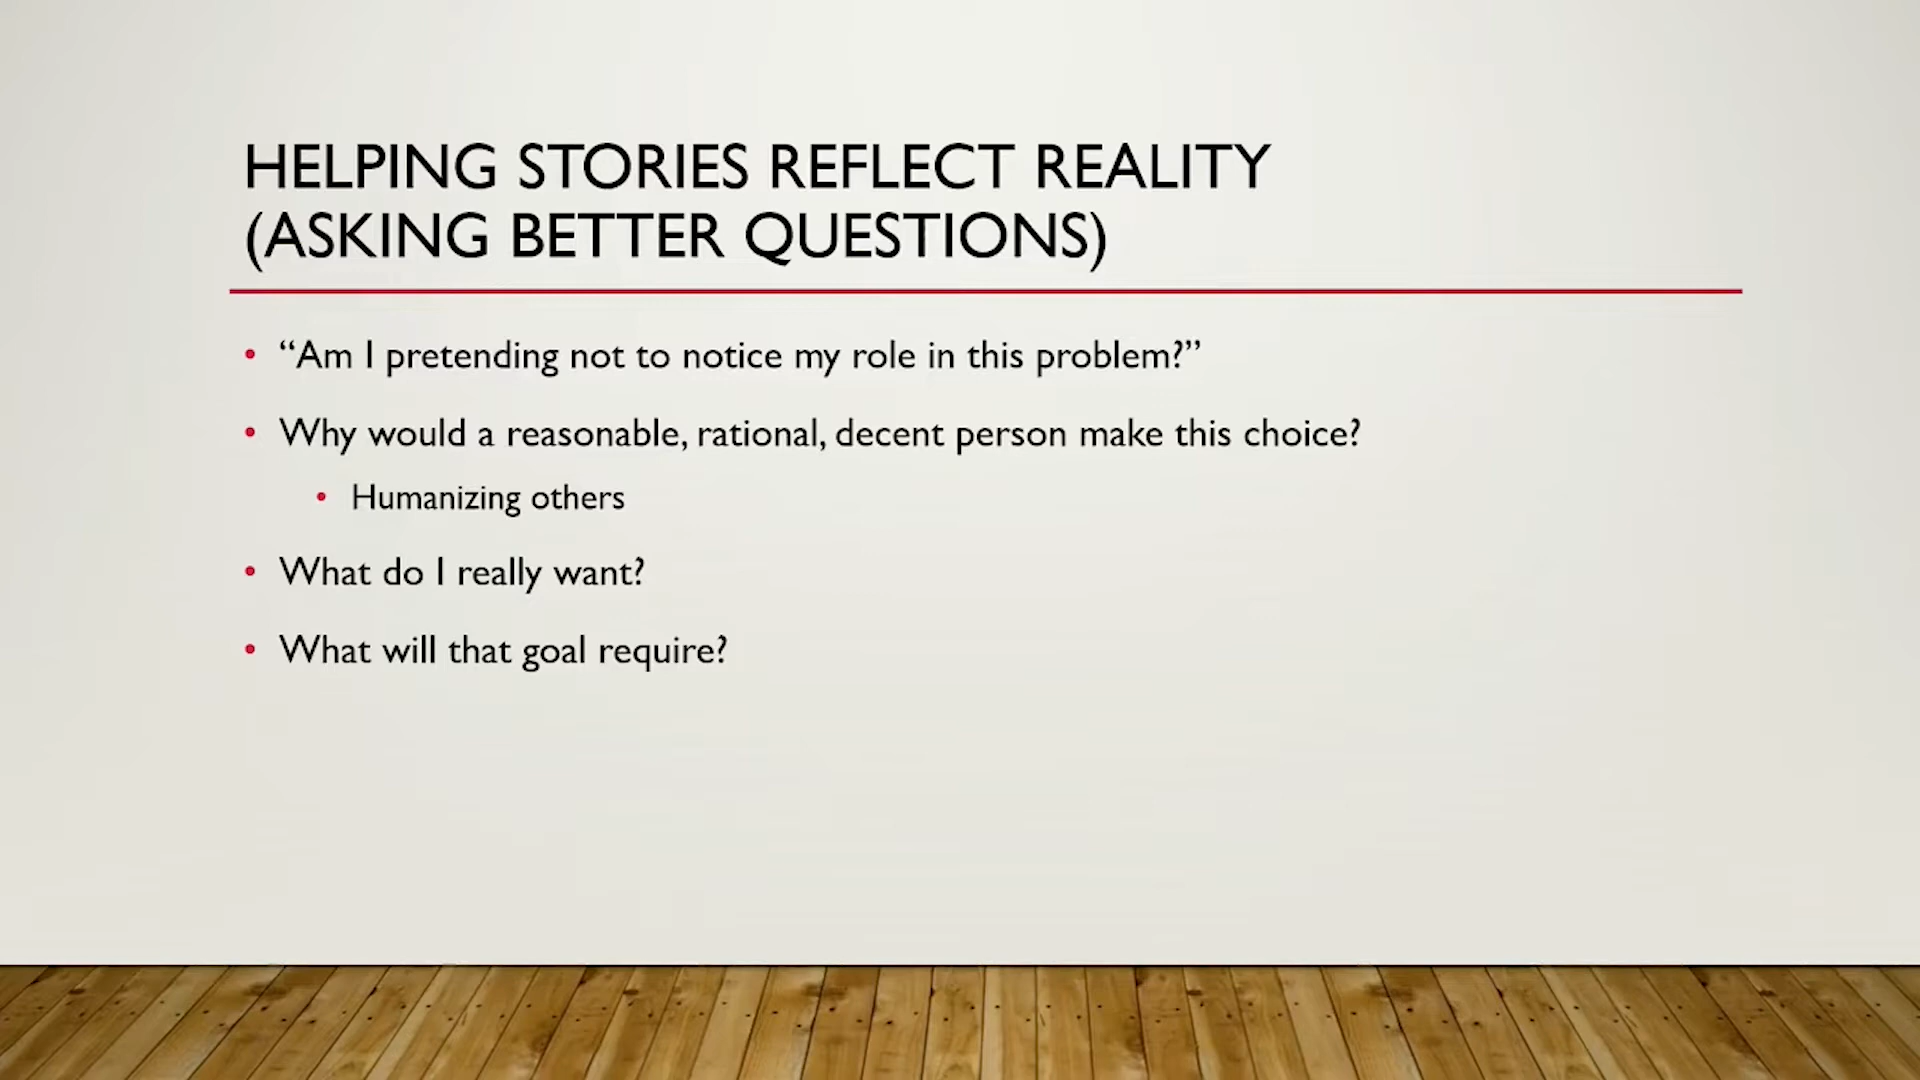 HELPING STORIES REFLECT REALITY
(ASKING BETTER QUESTIONS)
• “Am I pretending not to notice my role in this problem?”
• Why would a reasonable, rational, decent person make this choice?
• Humanizing others
• What do I really want?
• What will that goal require?